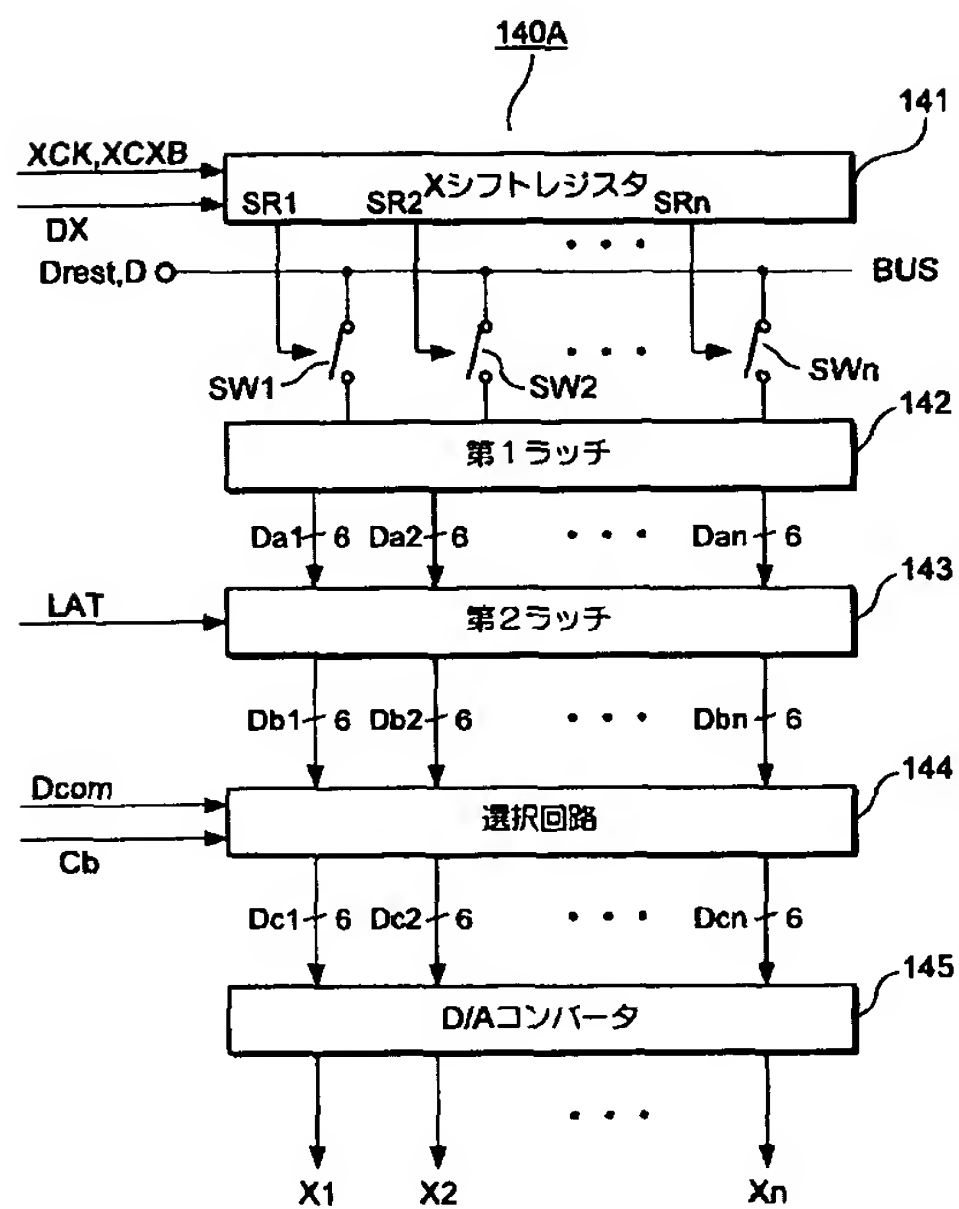 140A
141
XCK,XCXB
Xシフトレジスタ
SR1 SR2 SRn
DX
• • •
Drest,D BUS
• • •
SW1 SW2 SWn
142
第1ラッチ
Da1 6 Da2 6 • • • Dan 6
143
LAT
第2ラッチ
Db1 6 Db2 6 • • • Dbn 6
144
Dcom
選択回路
Cb
Dc1 6 Dc2 6 • • • Dcn 6
145
D/Aコンバータ
• • •
X1 X2 Xn